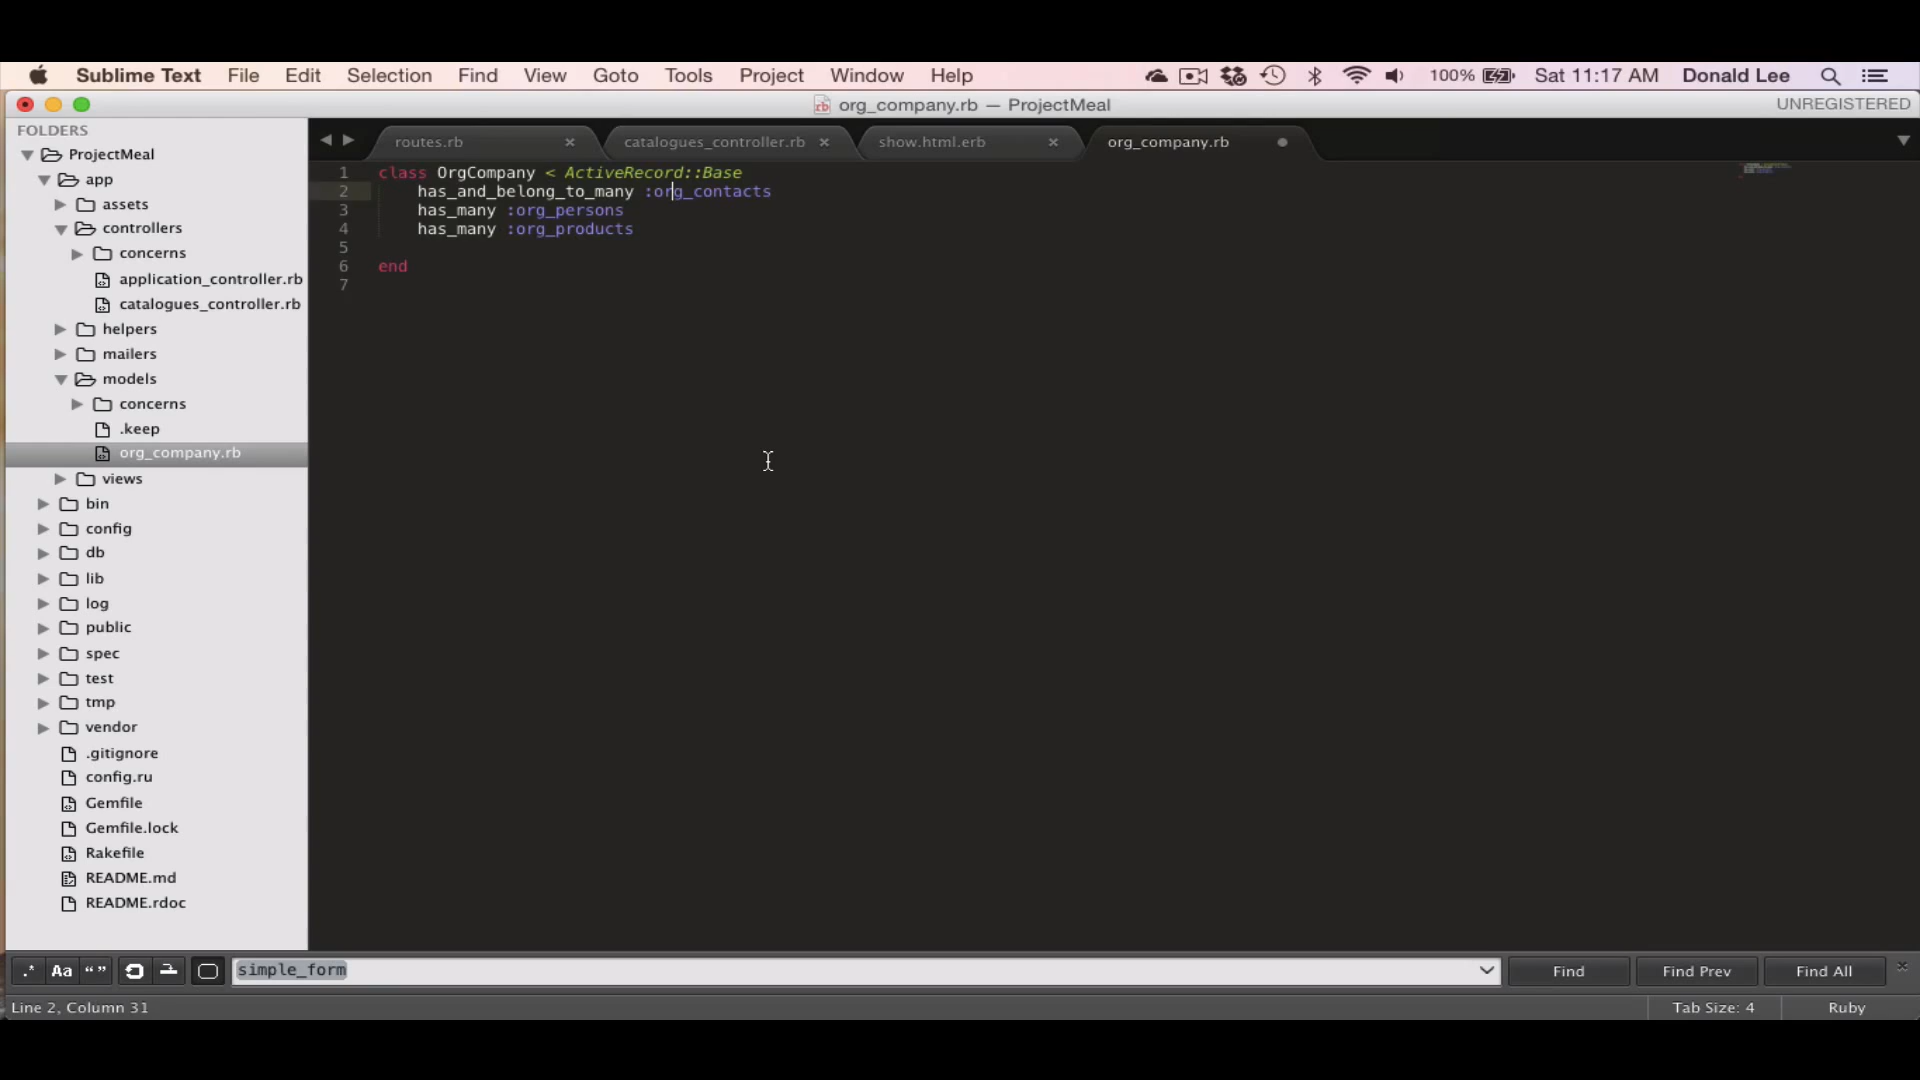 Sublime Text File Edit Selection Find View Goto Tools Project Window Help 100% Sat 11:17 AM Donald Lee
org_company.rb — ProjectMeal UNREGISTERED
FOLDERS
ProjectMeal
app
assets
controllers
concerns
application_controller.rb
catalogues_controller.rb
helpers
mailers
models
concerns
.keep
org_company.rb
views
bin
config
db
lib
log
public
spec
test
tmp
vendor
.gitignore
config.ru
Gemfile
Gemfile.lock
Rakefile
README.md
README.rdoc
routes.rb catalogues_controller.rb show.html.erb org_company.rb
1 class OrgCompany < ActiveRecord::Base
2 has_and_belong_to_many :org_contacts
3 has_many :org_persons
4 has_many :org_products
5
6 end
7
.* Aa “” simple_form Find Find Prev Find All
Line 2, Column 31 Tab Size: 4 Ruby